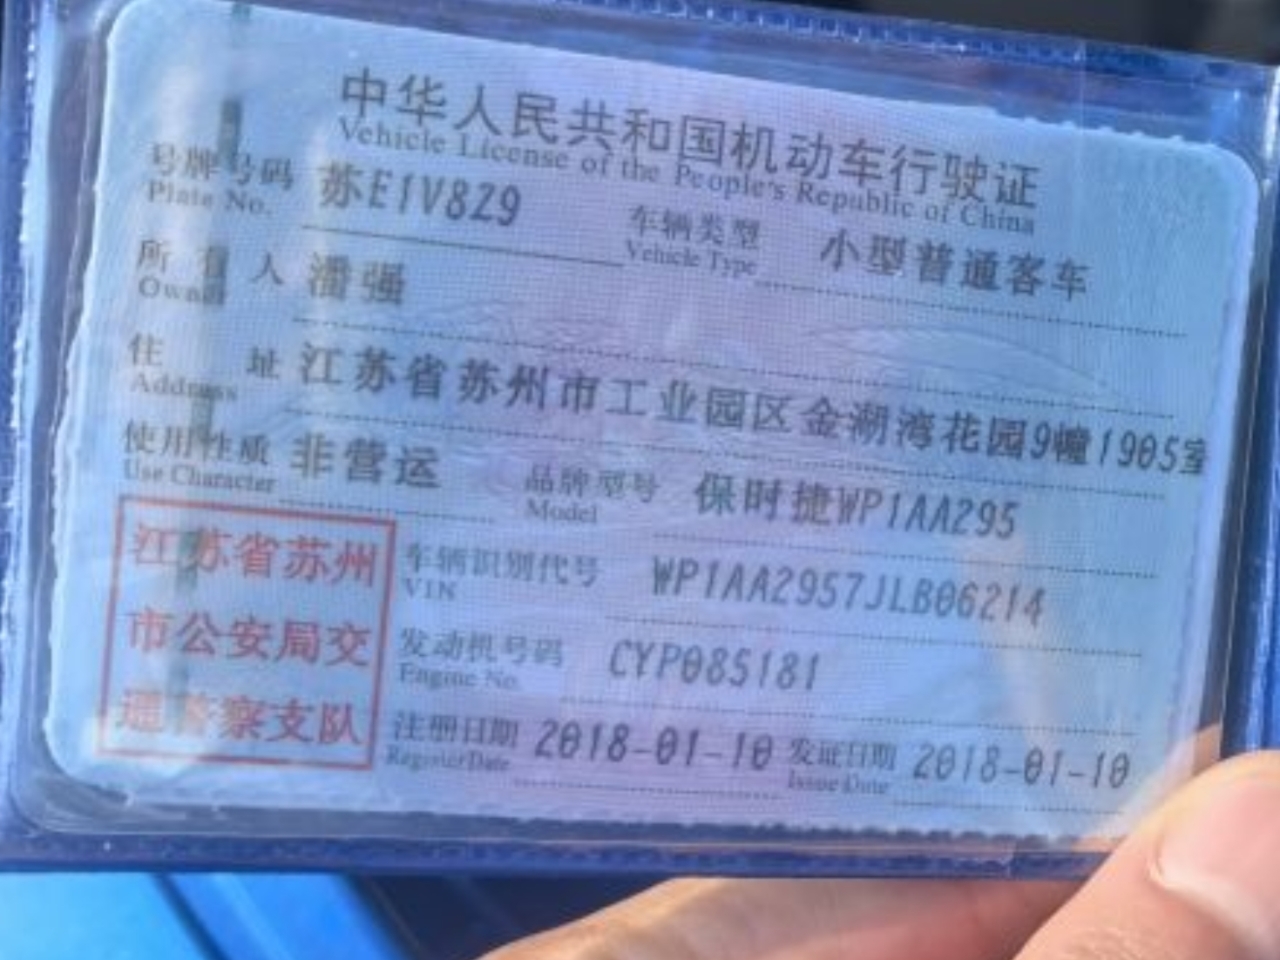 中华人民共和国机动车行驶证
Vehicle License of the People's Republic of China
号牌号码 苏E1V8Z9 车辆类型 小型普通客车
Plate No. Vehicle Type
所有人 潘强
Owner
住址 江苏省苏州市工业园区金湖湾花园9幢1905室
Address
使用性质 非营运 品牌型号 保时捷WP1AA295
Use Character Model
江苏省苏州
市公安局交
通警察支队
车辆识别代号 WP1AA2957JLB06214
VIN
发动机号码 CYP085181
Engine No.
注册日期 2018-01-10 发证日期 2018-01-10
Register Date Issue Date